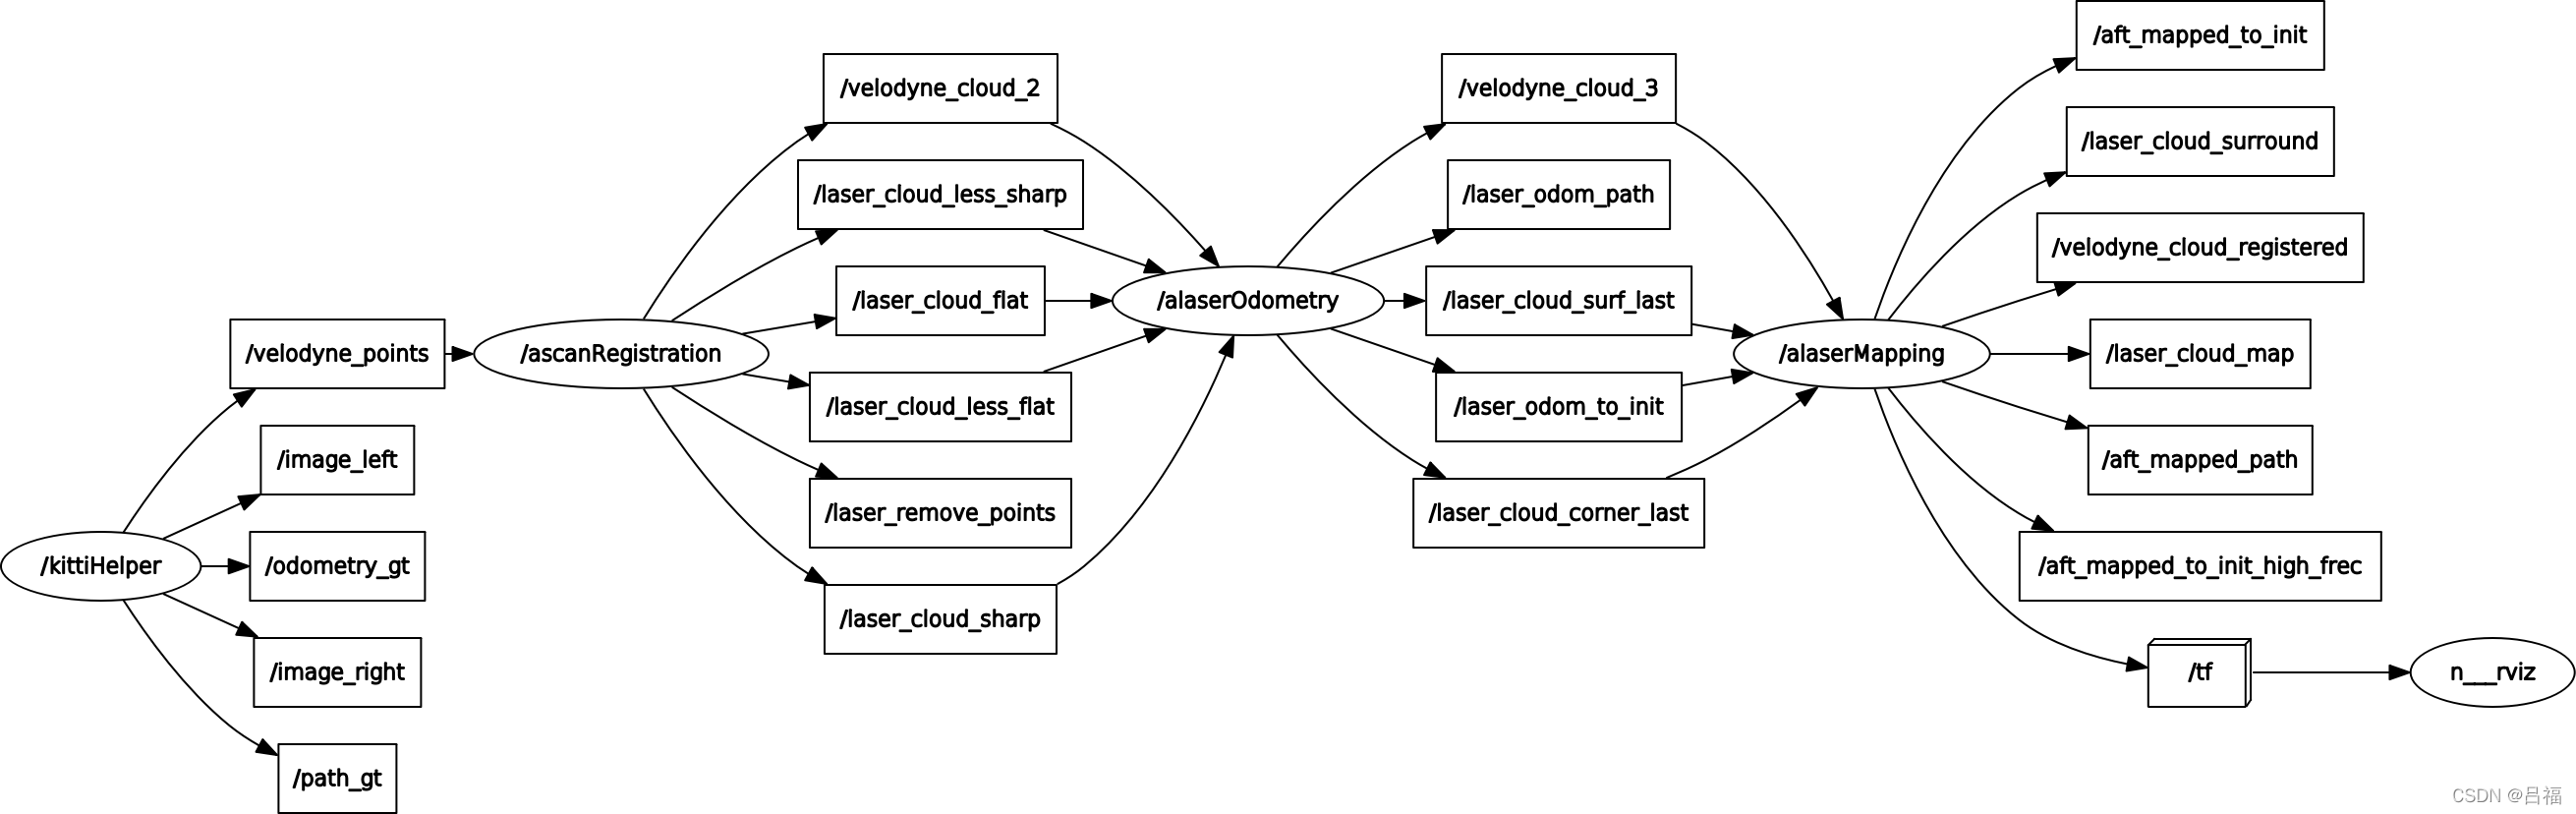 /kittiHelper
/velodyne_points
/image_left
/odometry_gt
/image_right
/path_gt
/ascanRegistration
/velodyne_cloud_2
/laser_cloud_less_sharp
/laser_cloud_flat
/laser_cloud_less_flat
/laser_remove_points
/laser_cloud_sharp
/alaserOdometry
/velodyne_cloud_3
/laser_odom_path
/laser_cloud_surf_last
/laser_odom_to_init
/laser_cloud_corner_last
/alaserMapping
/aft_mapped_to_init
/laser_cloud_surround
/velodyne_cloud_registered
/laser_cloud_map
/aft_mapped_path
/aft_mapped_to_init_high_frec
/tf
n___rviz
CSDN @吕福